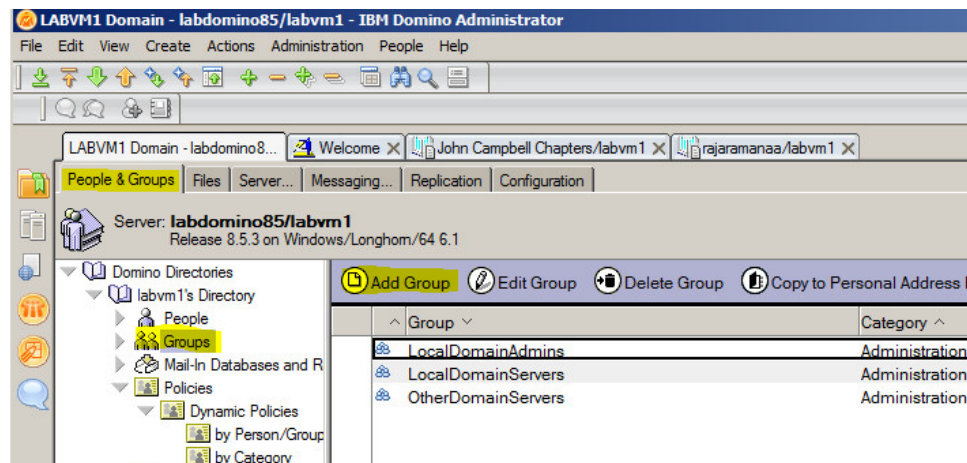 LABVM1 Domain - labdomino85/labvm1 - IBM Domino Administrator
File Edit View Create Actions Administration People Help
LABVM1 Domain - labdomino8... Welcome John Campbell Chapters/labvm1 rajaramanaa/labvm1
People & Groups Files Server... Messaging... Replication Configuration
Server: labdomino85/labvm1
Release 8.5.3 on Windows/Longhorn/64 6.1
Domino Directories
labvm1's Directory
People
Groups
Mail-In Databases and R
Policies
Dynamic Policies
by Person/Group
by Category
Add Group Edit Group Delete Group Copy to Personal Address
Group Category
LocalDomainAdmins Administration
LocalDomainServers Administration
OtherDomainServers Administration